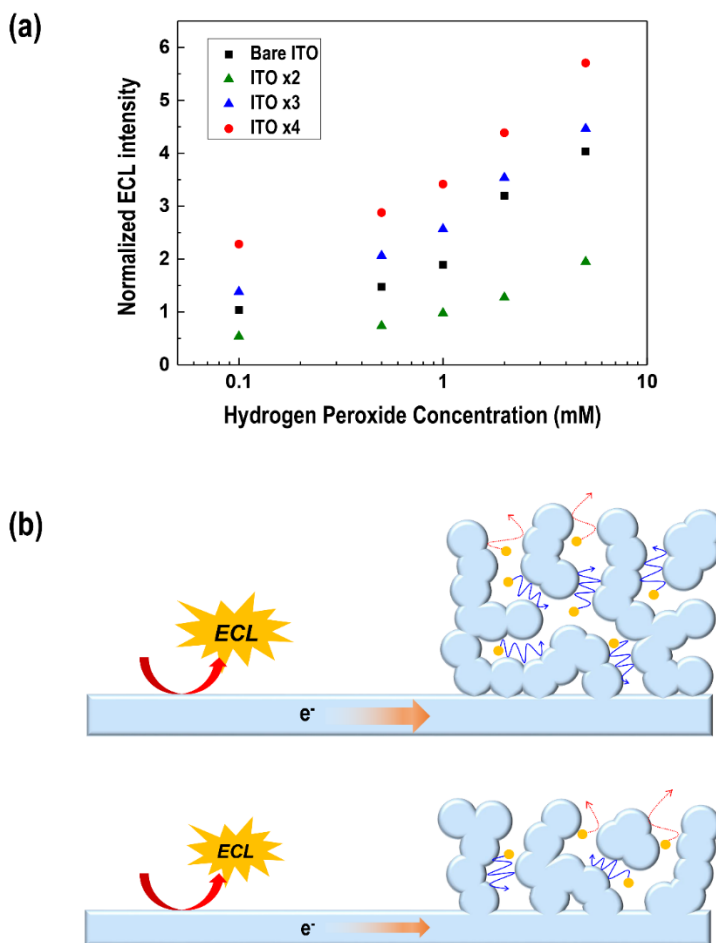 (a)
Normalized ECL intensity
6
5
4
3
2
1
0
Bare ITO
ITO x2
ITO x3
ITO x4
0.1
1
10
Hydrogen Peroxide Concentration (mM)
(b)
ECL
e-
ECL
e-